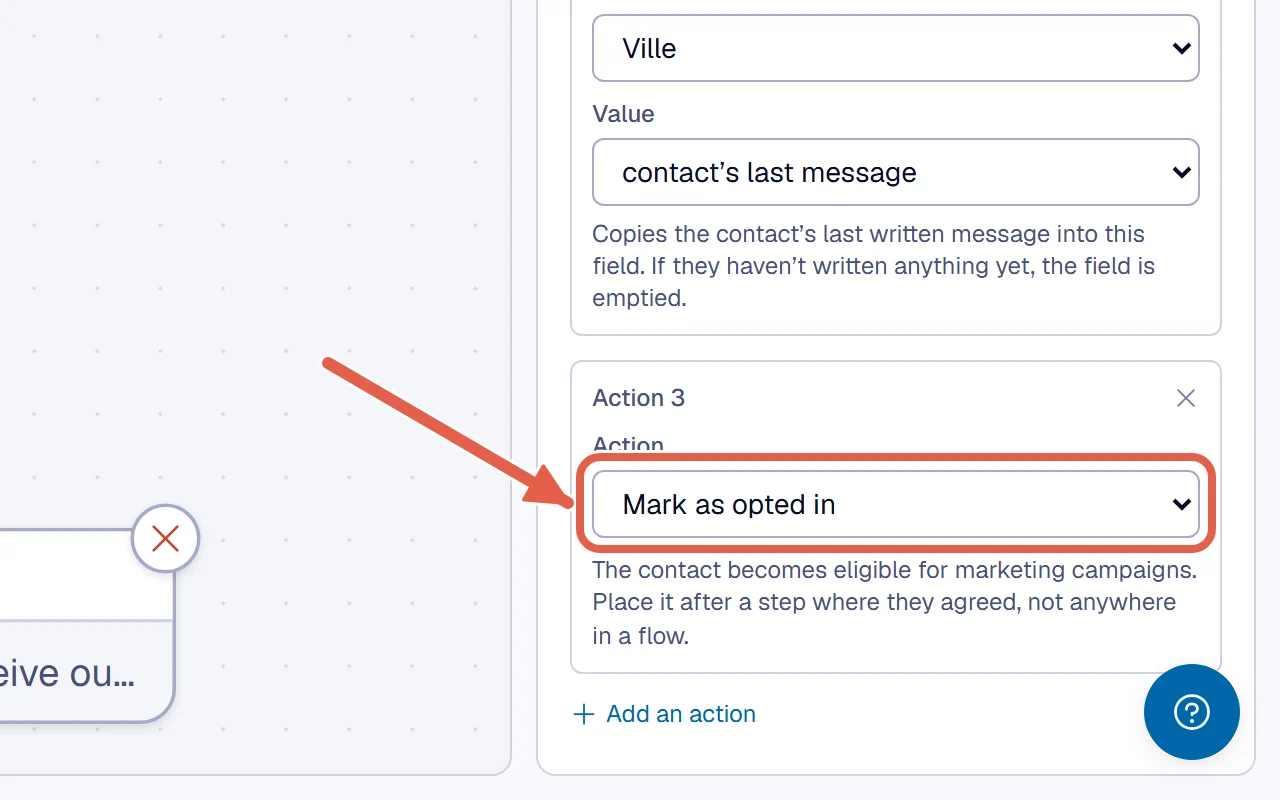 Ville
Value
contact’s last message
Copies the contact’s last written message into this
field. If they haven’t written anything yet, the field is
emptied.
Action 3
Action
Mark as opted in
The contact becomes eligible for marketing campaigns.
Place it after a step where they agreed, not anywhere
in a flow.
eive ou...
Add an action